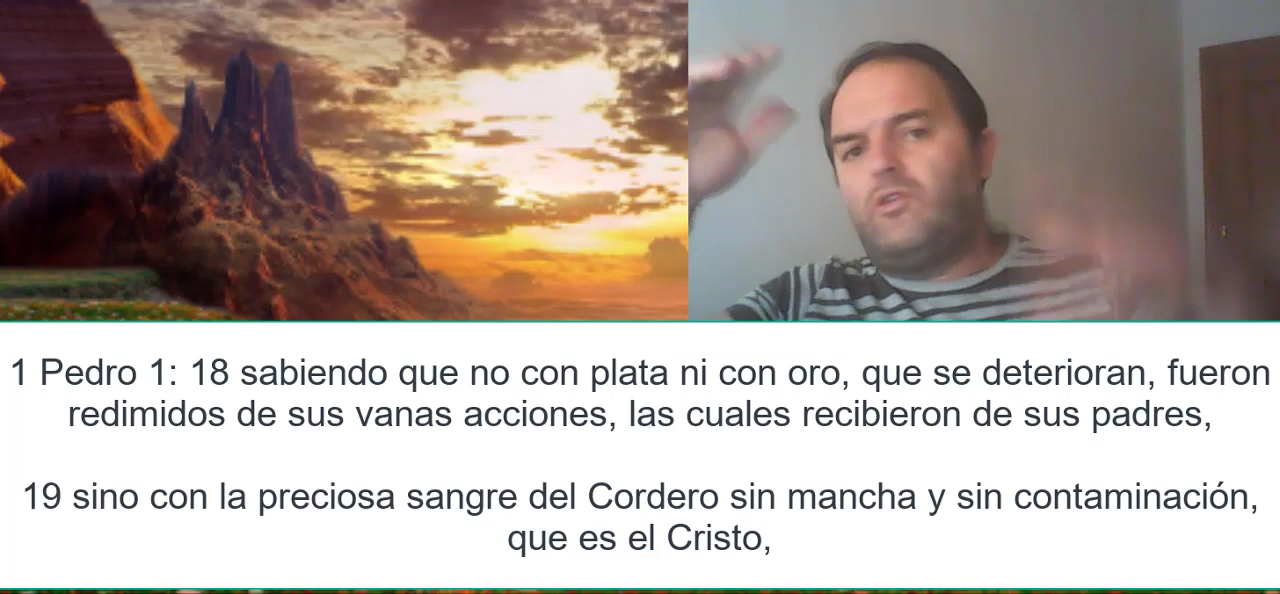 1 Pedro 1: 18 sabiendo que no con plata ni con oro, que se deterioran, fueron
redimidos de sus vanas acciones, las cuales recibieron de sus padres,
19 sino con la preciosa sangre del Cordero sin mancha y sin contaminación,
que es el Cristo,